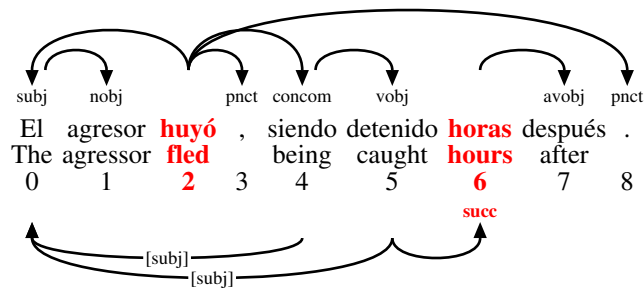 subj nobj pnct concom vobj avobj pnct
El agresor huyó , siendo detenido horas después .
The agressor fled being caught hours after
0 1 2 3 4 5 6 7 8
succ
[subj]
[subj]